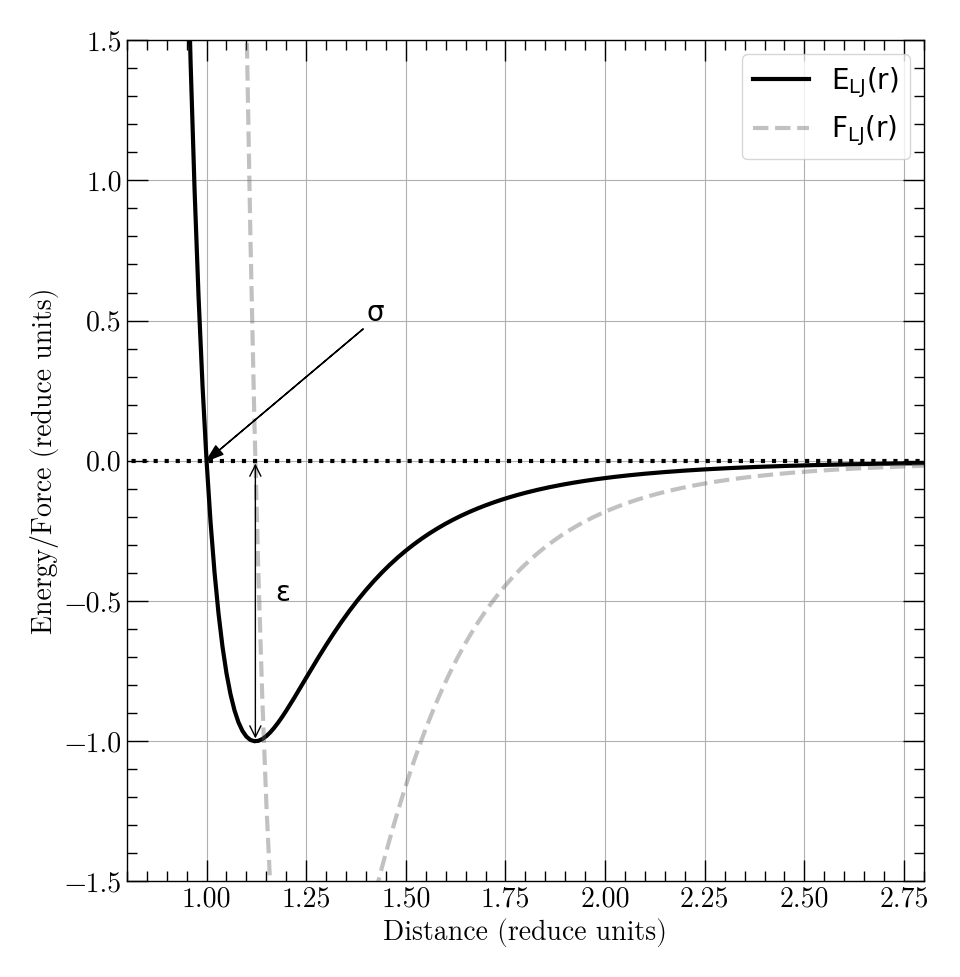 1.5
1.0
0.5
0.0
−0.5
−1.0
−1.5
Energy/Force (reduce units)
E_LJ(r)
F_LJ(r)
σ
ε
1.00 1.25 1.50 1.75 2.00 2.25 2.50 2.75
Distance (reduce units)